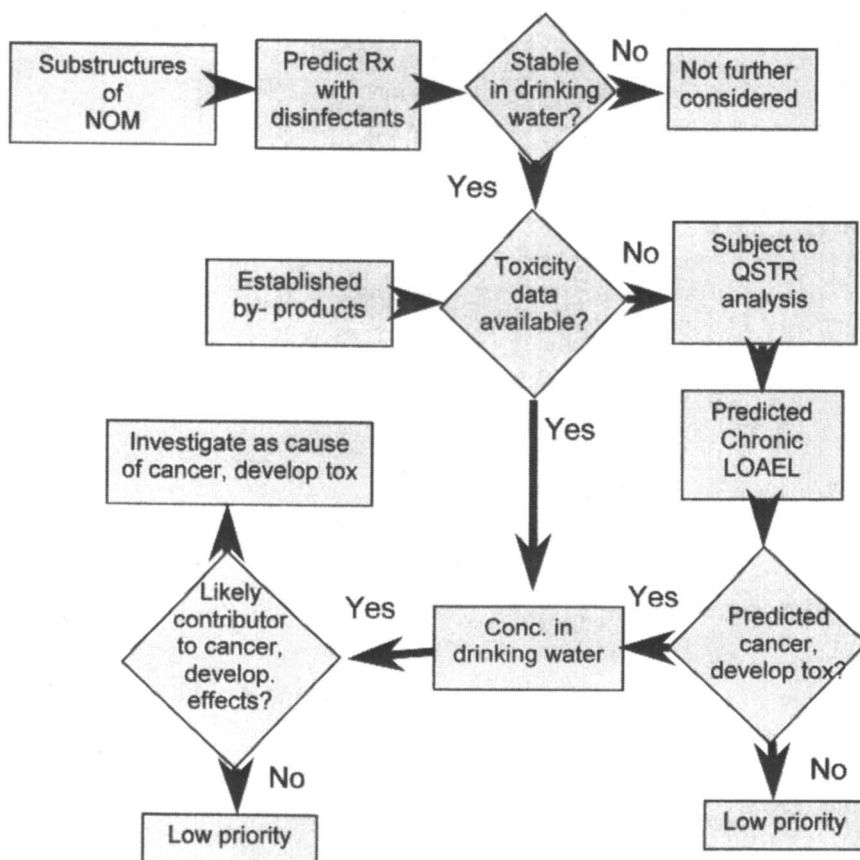 Substructures
of
NOM
Predict Rx
with
disinfectants
Stable
in drinking
water?
No
Not further
considered
Yes
Established
by- products
Toxicity
data
available?
No
Subject to
QSTR
analysis
Yes
Predicted
Chronic
LOAEL
Investigate as cause
of cancer, develop tox
Likely
contributor
to cancer,
develop.
effects?
Yes
Conc. in
drinking water
Yes
Predicted
cancer,
develop tox?
No
Low priority
No
Low priority